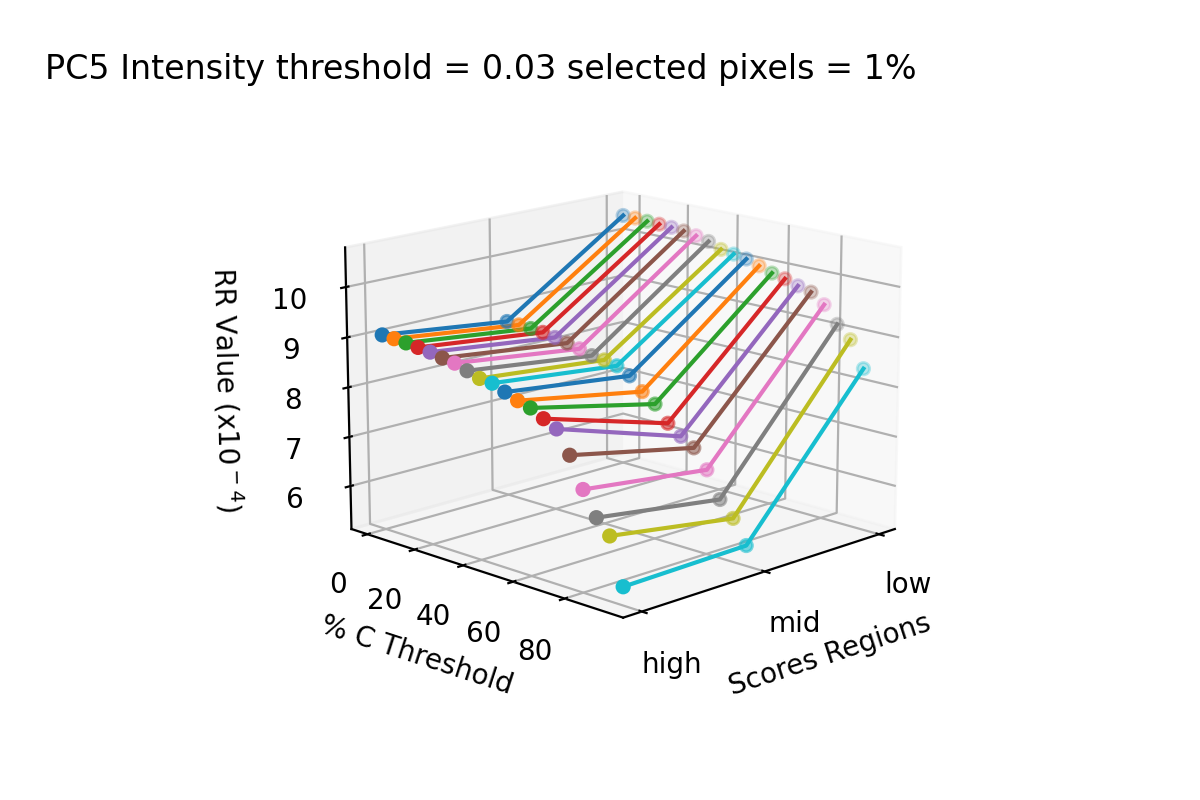 PC5 Intensity threshold = 0.03 selected pixels = 1%
RR Value (x10⁻⁴)
10
9
8
7
6
0
20
40
60
80
% C Threshold
high
mid
low
Scores Regions